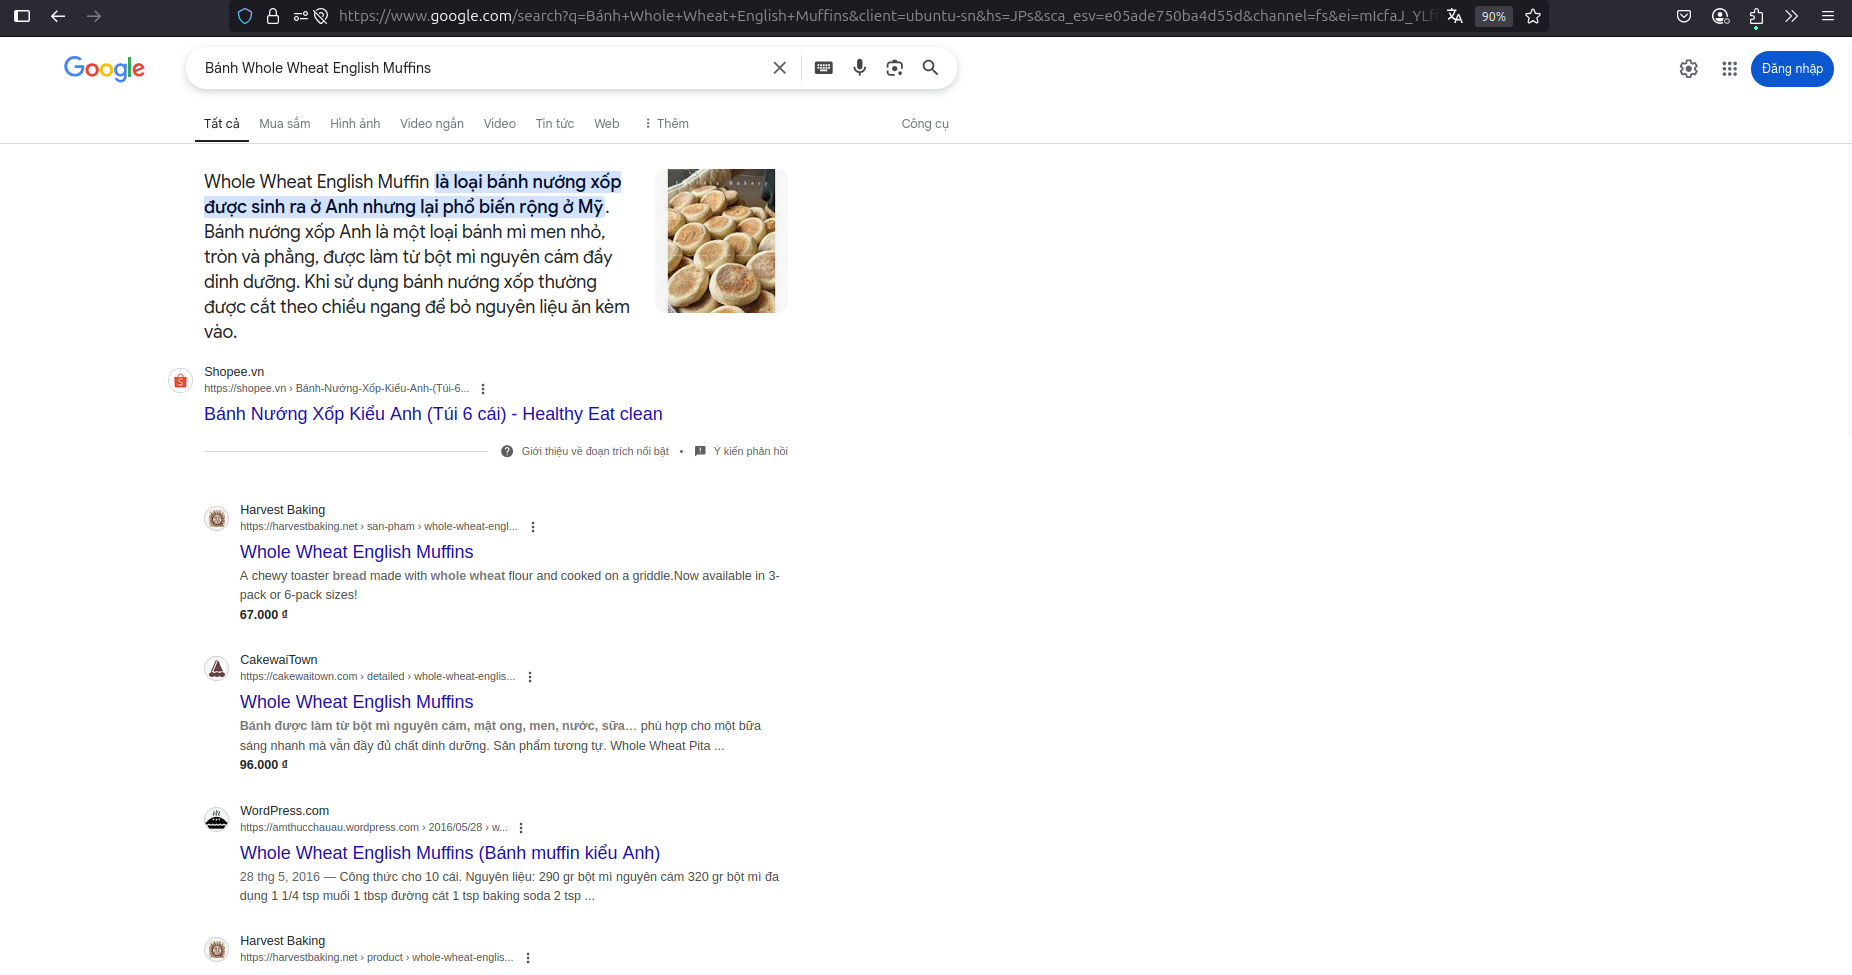 https://www.google.com/search?q=Bánh+Whole+Wheat+English+Muffins&client=ubuntu-sn&hs=JPs&sca_esv=e05ade750ba4d55d&channel=fs&ei=mIcfaJ_YLf
90%
Google
Bánh Whole Wheat English Muffins
Đăng nhập
Tất cả Mua sắm Hình ảnh Video ngắn Video Tin tức Web Thêm Công cụ
Whole Wheat English Muffin là loại bánh nướng xốp
được sinh ra ở Anh nhưng lại phổ biến rộng ở Mỹ.
Bánh nướng xốp Anh là một loại bánh mì men nhỏ,
tròn và phẳng, được làm từ bột mì nguyên cám đầy
dinh dưỡng. Khi sử dụng bánh nướng xốp thường
được cắt theo chiều ngang để bỏ nguyên liệu ăn kèm
vào.
Bakery
Shopee.vn
https://shopee.vn › Bánh-Nướng-Xốp-Kiểu-Anh-(Túi-6...
Bánh Nướng Xốp Kiểu Anh (Túi 6 cái) - Healthy Eat clean
Giới thiệu về đoạn trích nổi bật • Ý kiến phản hồi
Harvest Baking
https://harvestbaking.net › san-pham › whole-wheat-engl...
Whole Wheat English Muffins
A chewy toaster bread made with whole wheat flour and cooked on a griddle.Now available in 3-
pack or 6-pack sizes!
67.000 ₫
CakewaiTown
https://cakewaitown.com › detailed › whole-wheat-englis...
Whole Wheat English Muffins
Bánh được làm từ bột mì nguyên cám, mật ong, men, nước, sữa… phù hợp cho một bữa
sáng nhanh mà vẫn đầy đủ chất dinh dưỡng. Sản phẩm tương tự. Whole Wheat Pita ...
96.000 ₫
WordPress.com
https://amthucchauau.wordpress.com › 2016/05/28 › w...
Whole Wheat English Muffins (Bánh muffin kiểu Anh)
28 thg 5, 2016 — Công thức cho 10 cái. Nguyên liệu: 290 gr bột mì nguyên cám 320 gr bột mì đa
dụng 1 1/4 tsp muối 1 tbsp đường cát 1 tsp baking soda 2 tsp ...
Harvest Baking
https://harvestbaking.net › product › whole-wheat-englis...